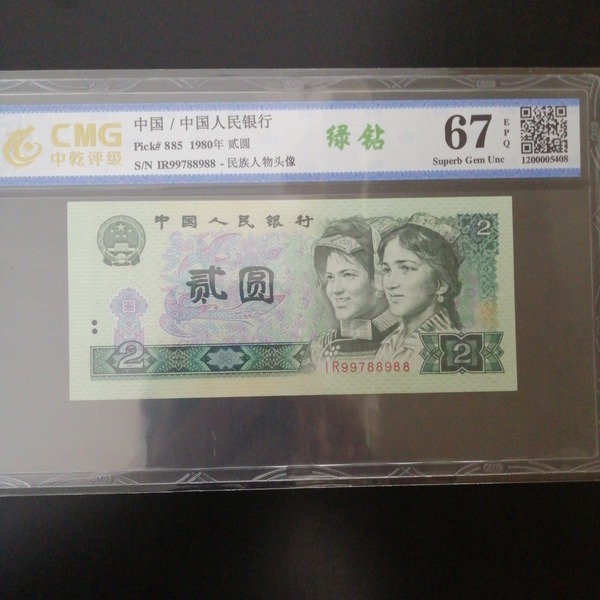 CMG
中乾评级
中国 / 中国人民银行
Pick# 885 1980年 贰圆
S/N IR99788988 - 民族人物头像
绿钻
67
EPQ
Superb Gem Unc
1200005408
中国人民银行
2
贰圆
2
2
IR99788988
CMG